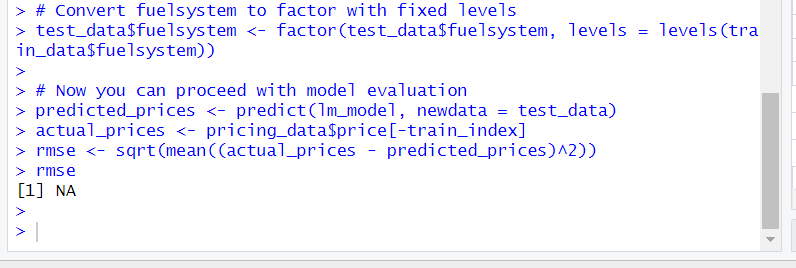 > # Convert fuelsystem to factor with fixed levels
> test_data$fuelsystem <- factor(test_data$fuelsystem, levels = levels(tra
in_data$fuelsystem))
>
> # Now you can proceed with model evaluation
> predicted_prices <- predict(lm_model, newdata = test_data)
> actual_prices <- pricing_data$price[-train_index]
> rmse <- sqrt(mean((actual_prices - predicted_prices)^2))
> rmse
[1] NA
>
>